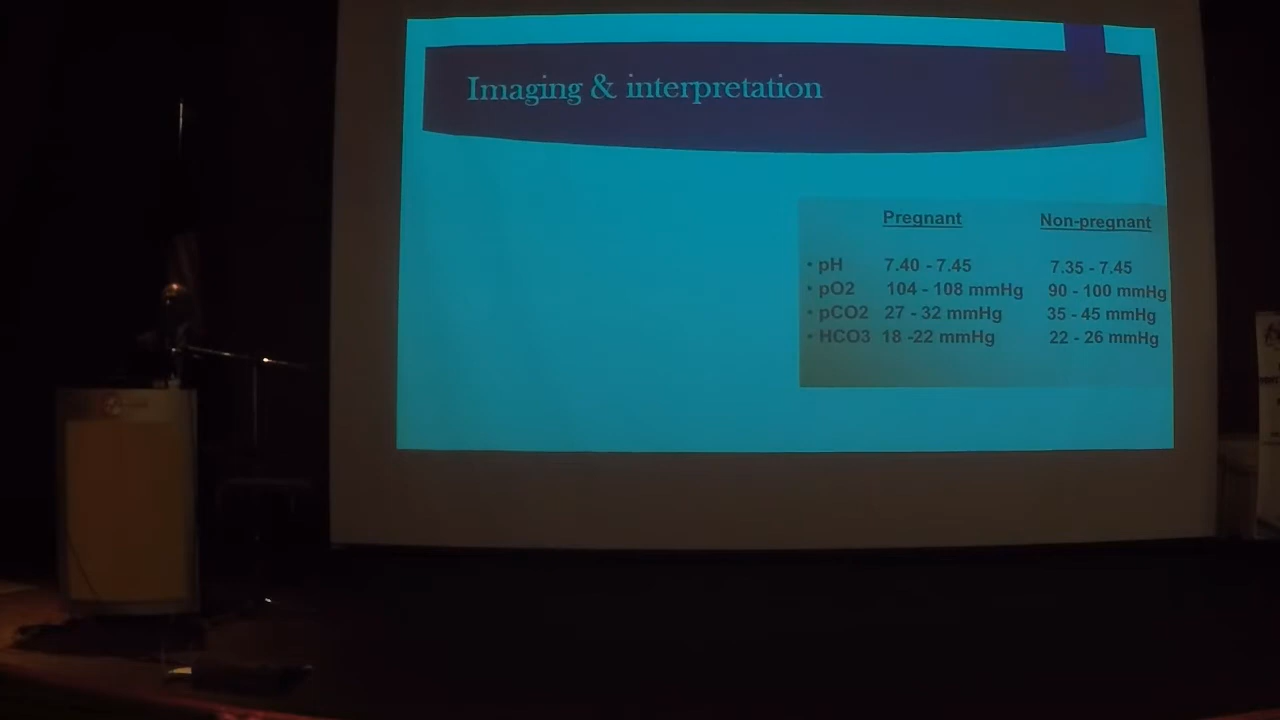 Imaging & interpretation
Pregnant Non-pregnant
• pH 7.40 - 7.45 7.35 - 7.45
• pO2 104 - 108 mmHg 90 - 100 mmHg
• pCO2 27 - 32 mmHg 35 - 45 mmHg
• HCO3 18 -22 mmHg 22 - 26 mmHg